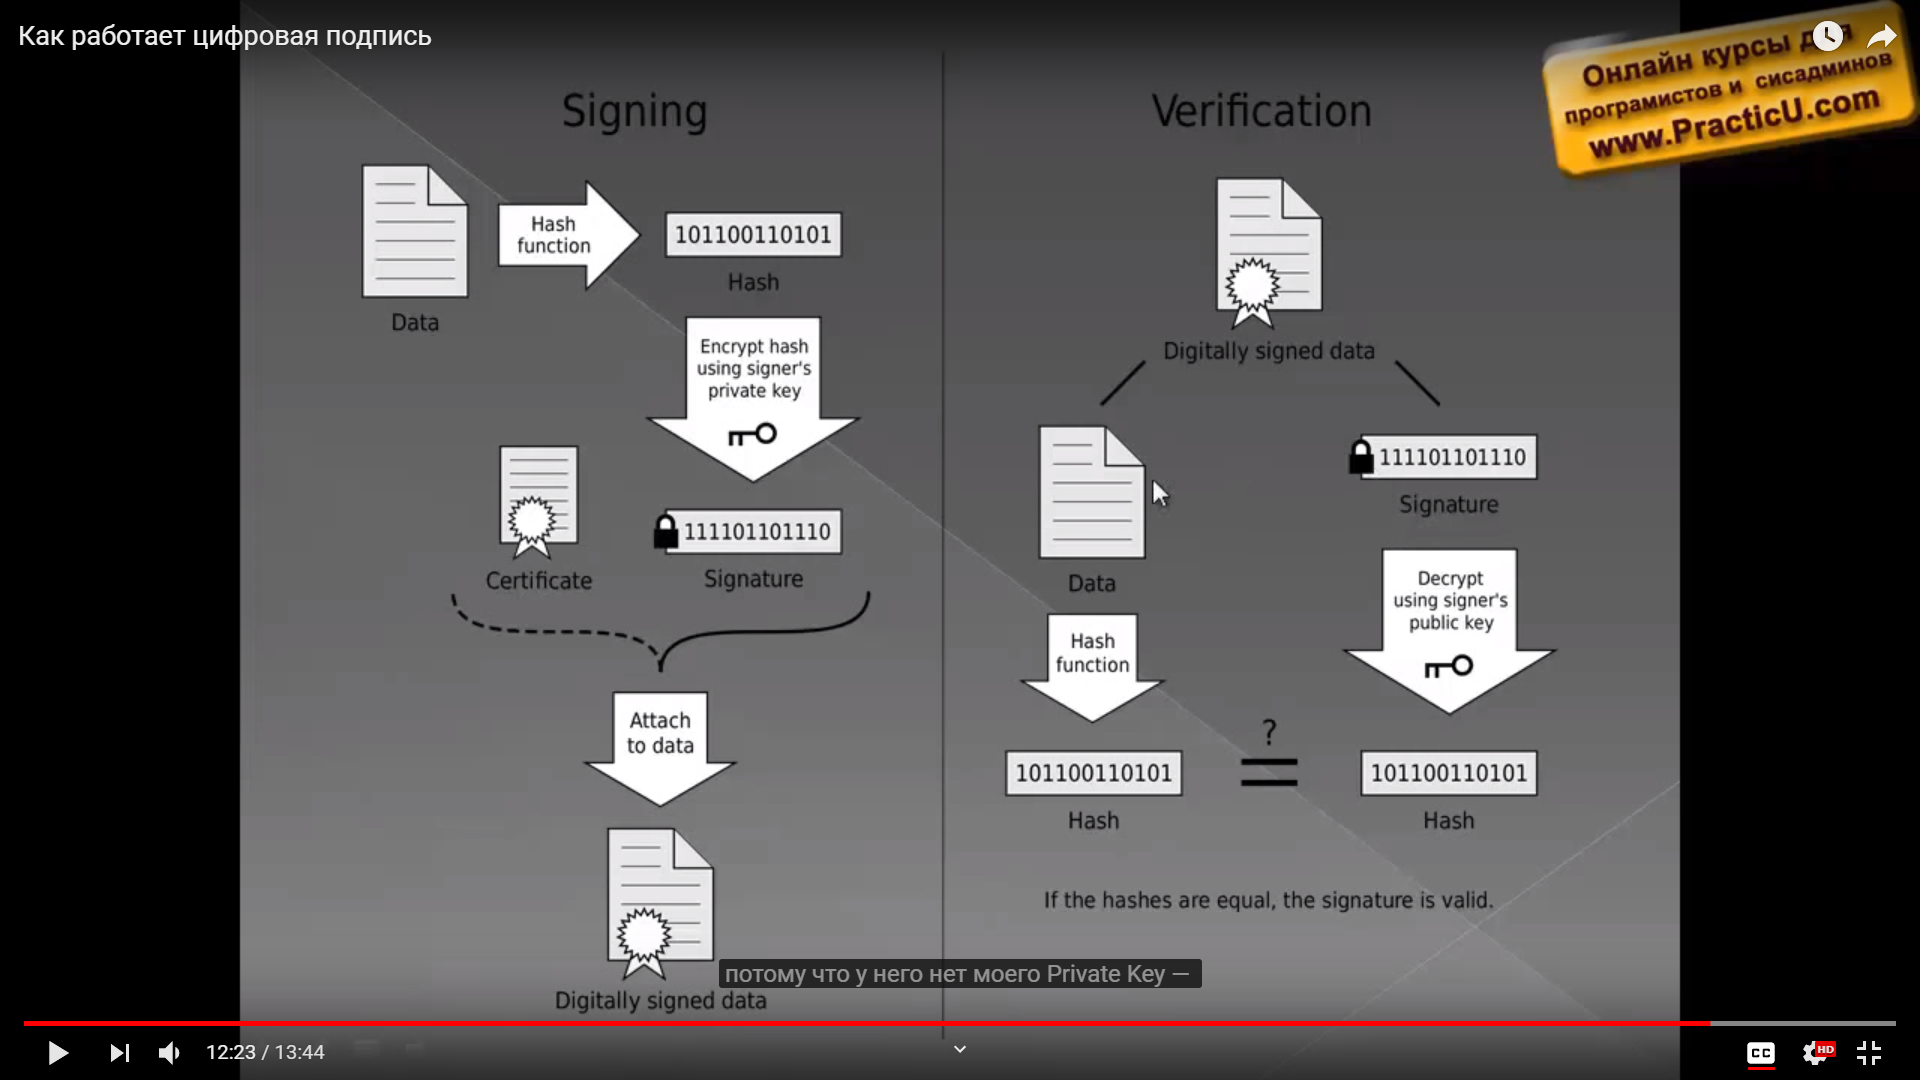 Как работает цифровая подпись
Онлайн курсы для
програмистов и сисадминов
www.PracticU.com
Signing
Data
Hash
function
101100110101
Hash
Encrypt hash
using signer's
private key
Certificate
111101101110
Signature
Attach
to data
Digitally signed data
Verification
Digitally signed data
Data
111101101110
Signature
Hash
function
Decrypt
using signer's
public key
101100110101
Hash
?
=
101100110101
Hash
If the hashes are equal, the signature is valid.
потому что у него нет моего Private Key —
12:23 / 13:44
CC
HD